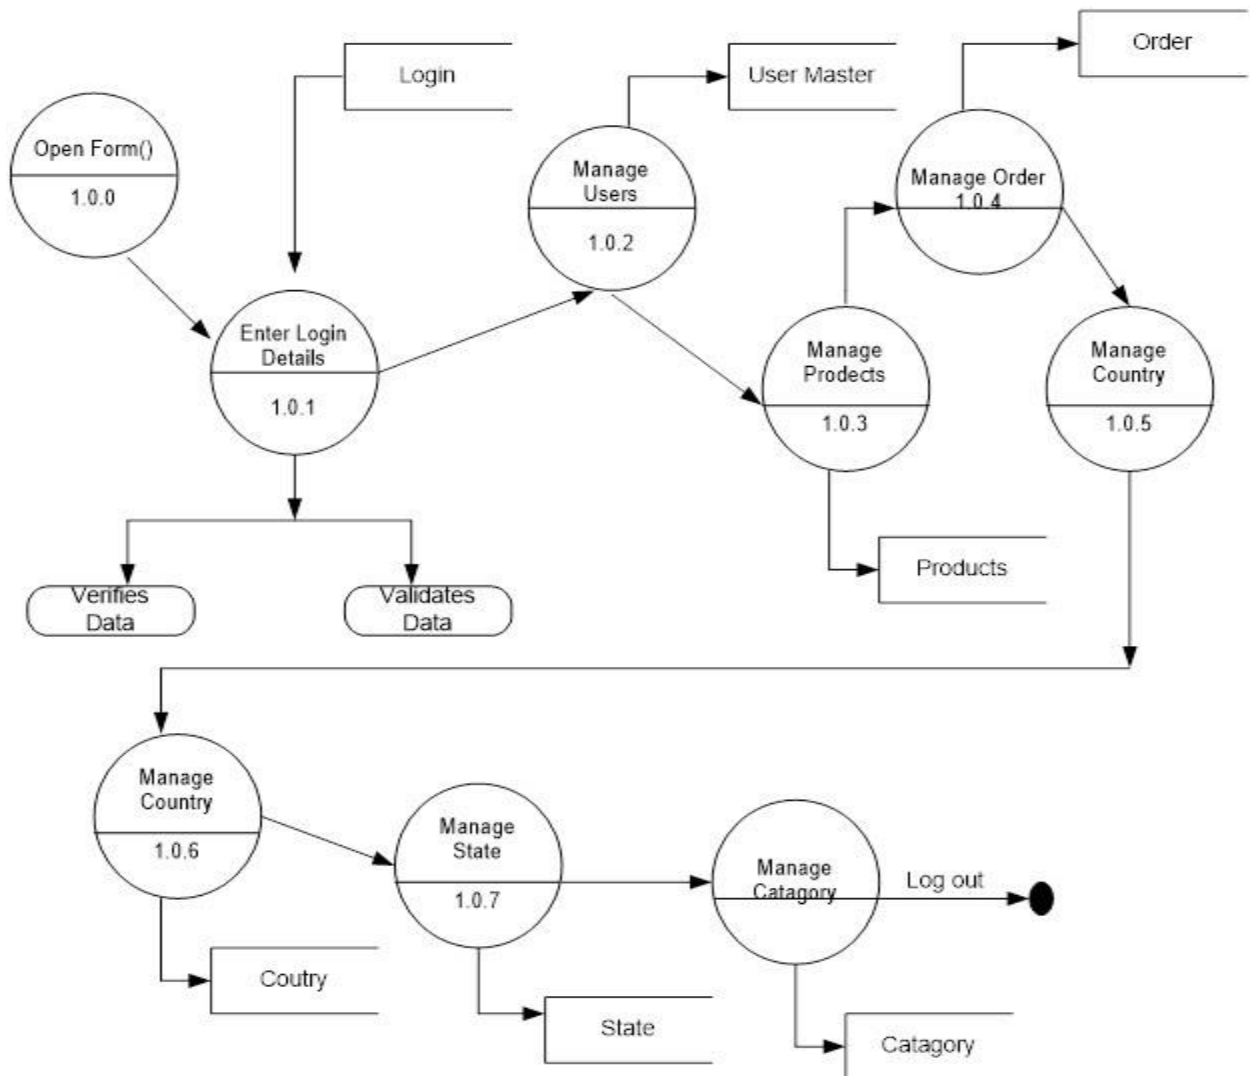 Order
Login
User Master
Open Form()
1.0.0
Manage
Users
1.0.2
Manage Order
1.0.4
Enter Login
Details
1.0.1
Manage
Prodects
1.0.3
Manage
Country
1.0.5
Products
Verifies
Data
Validates
Data
Manage
Country
1.0.6
Manage
State
1.0.7
Manage
Catagory
Log out
Coutry
State
Catagory